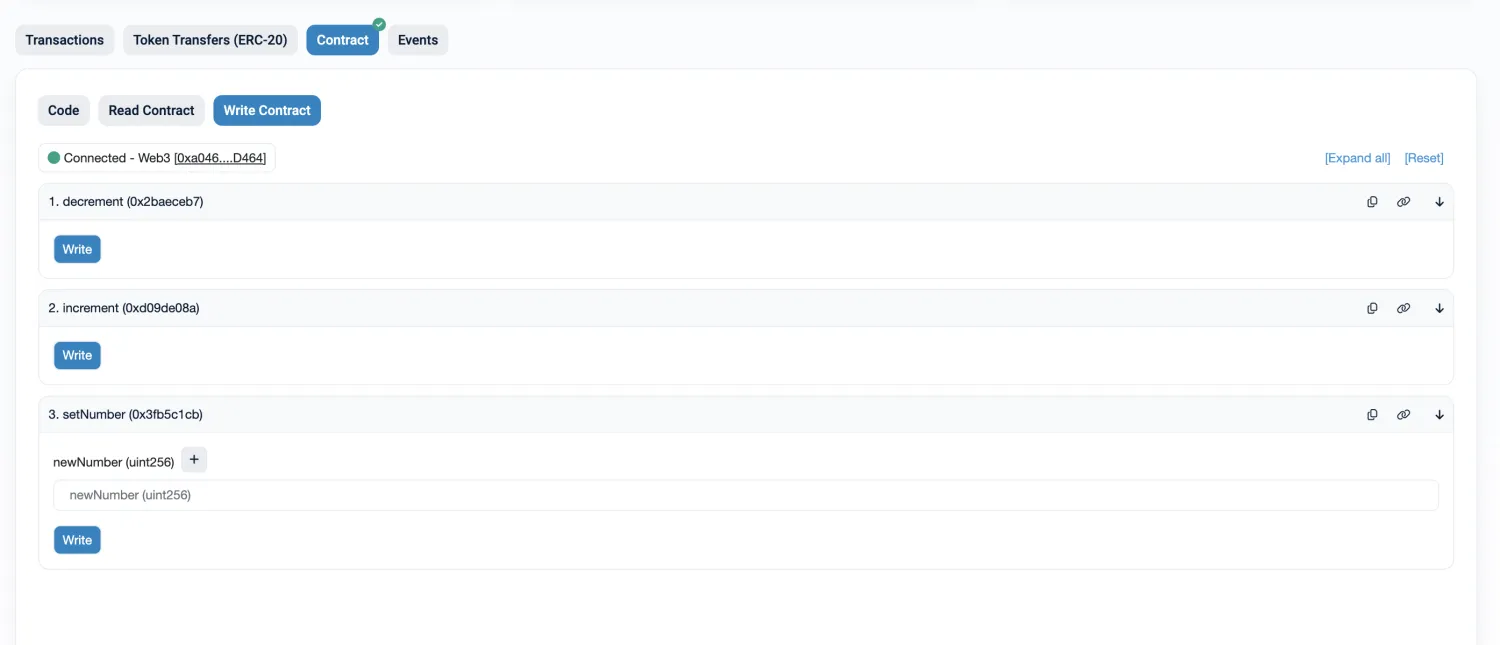 Transactions Token Transfers (ERC-20) Contract Events
Code Read Contract Write Contract
Connected - Web3 [0xa046....D464] [Expand all] [Reset]
1. decrement (0x2baeceb7)
Write
2. increment (0xd09de08a)
Write
3. setNumber (0x3fb5c1cb)
newNumber (uint256) +
newNumber (uint256)
Write